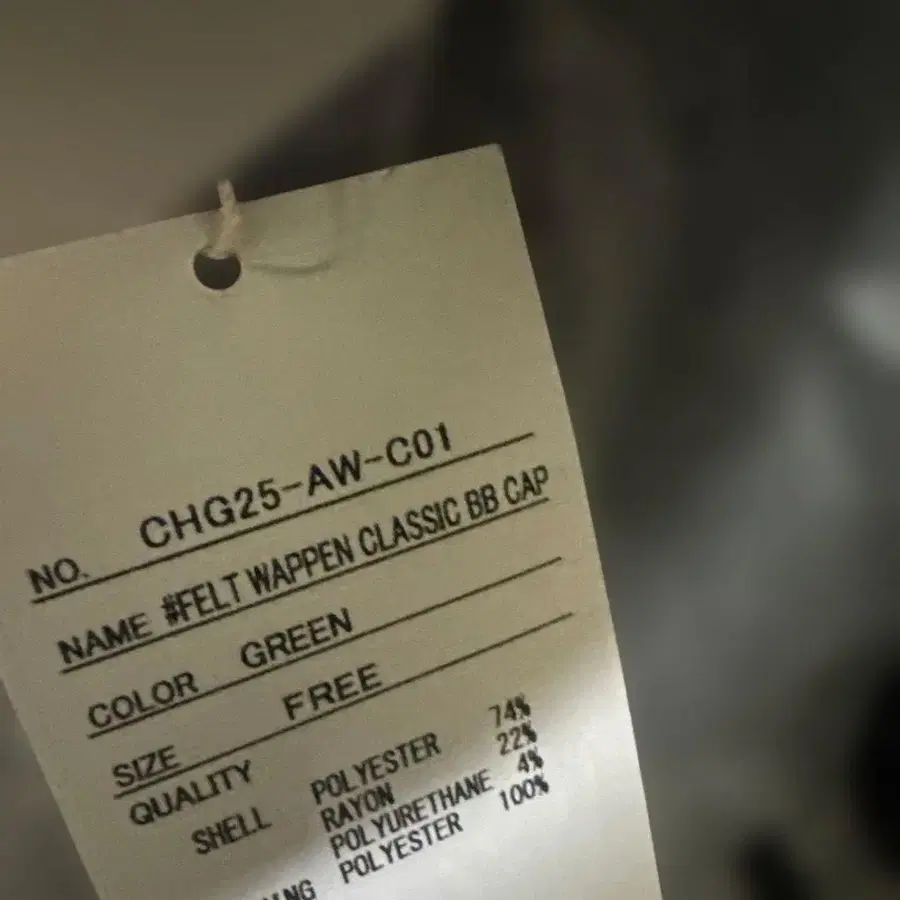 NO. CHG25-AW-C01
NAME #FELT WAPPEN CLASSIC BB CAP
COLOR GREEN
SIZE FREE
QUALITY
SHELL POLYESTER 74%
RAYON 22%
POLYURETHANE 4%
POLYESTER 100%